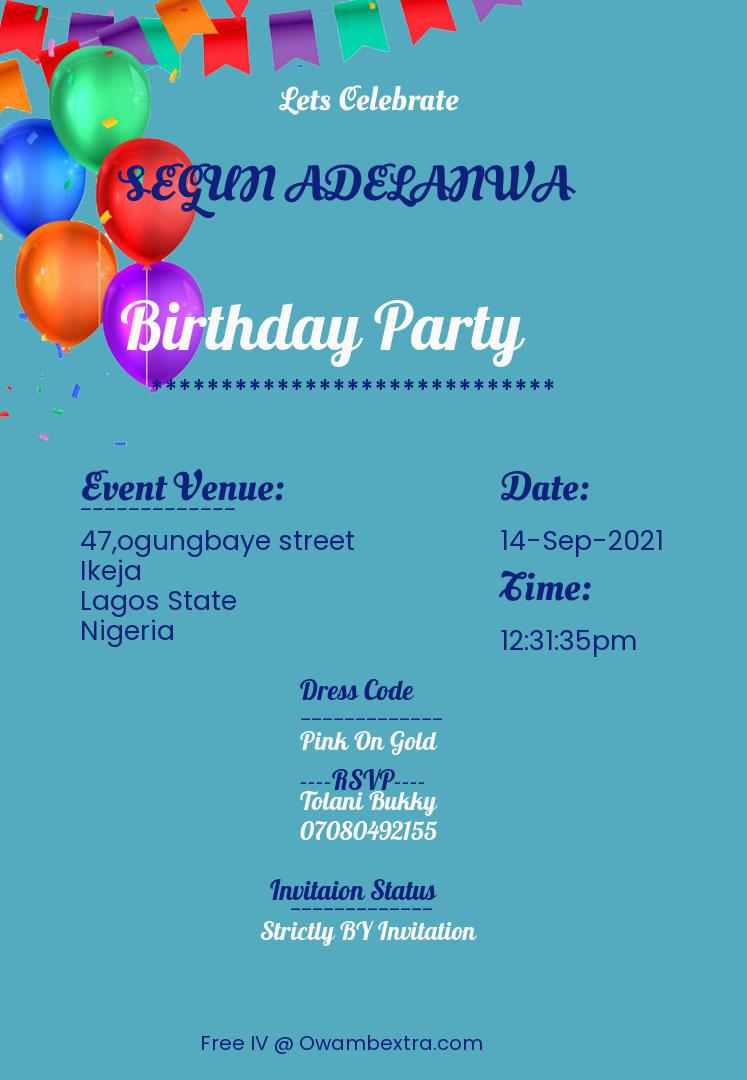 Lets Celebrate
SEGUN ADELANWA
Birthday Party
*****************************
Event Venue:
-------------
47,ogungbaye street
Ikeja
Lagos State
Nigeria
Date:
14-Sep-2021
Time:
12:31:35pm
Dress Code
-------------
Pink On Gold
----RSVP----
Tolani Bukky
07080492155
Invitaion Status
-------------
Strictly BY Invitation
Free IV @ Owambextra.com